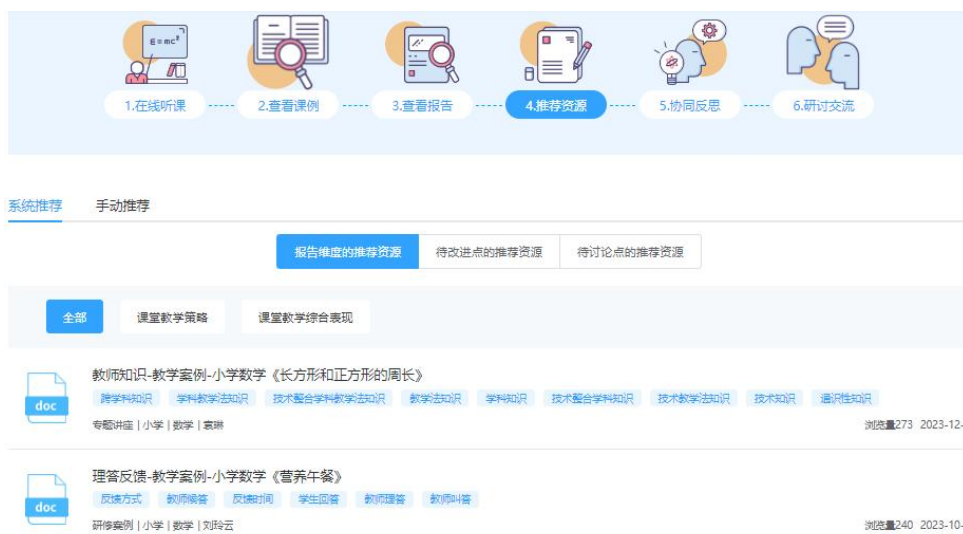 E=mc²
1.在线听课 2.查看课例 3.查看报告 4.推荐资源 5.协同反思 6.研讨交流
系统推荐 手动推荐
报告维度的推荐资源 待改进点的推荐资源 待讨论点的推荐资源
全部 课堂教学策略 课堂教学综合表现
教师知识-教学案例-小学数学《长方形和正方形的周长》
doc 跨学科知识 学科教学法知识 技术整合学科教学法知识 教学法知识 学科知识 技术整合学科知识 技术教学法知识 技术知识 通识性知识
专题讲座 | 小学 | 数学 | 袁琳 浏览量273 2023-12-
理答反馈-教学案例-小学数学《营养午餐》
doc 反馈方式 教师候答 反馈时间 学生回答 教师理答 教师叫答
研修案例 | 小学 | 数学 | 刘玲云 浏览量240 2023-10-